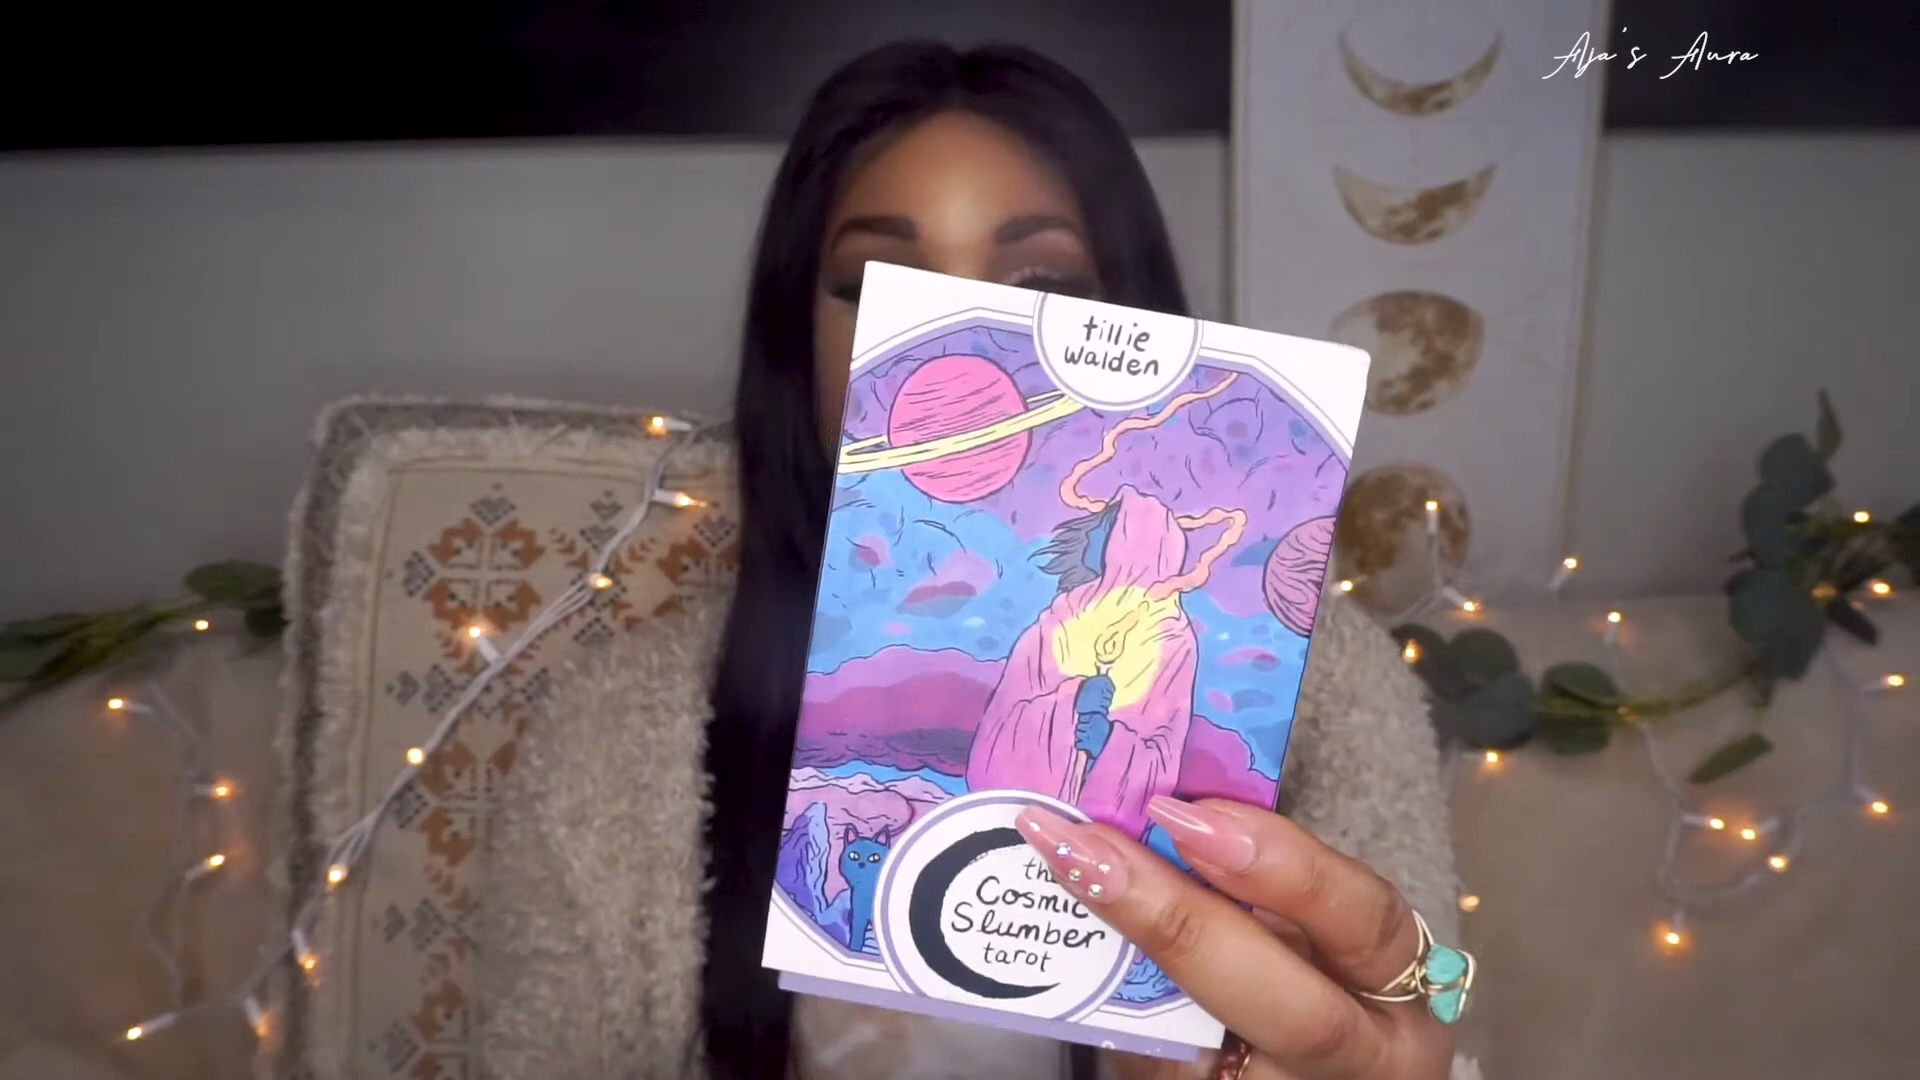 Aja's Aura
tillie
walden
the
Cosmic
Slumber
tarot